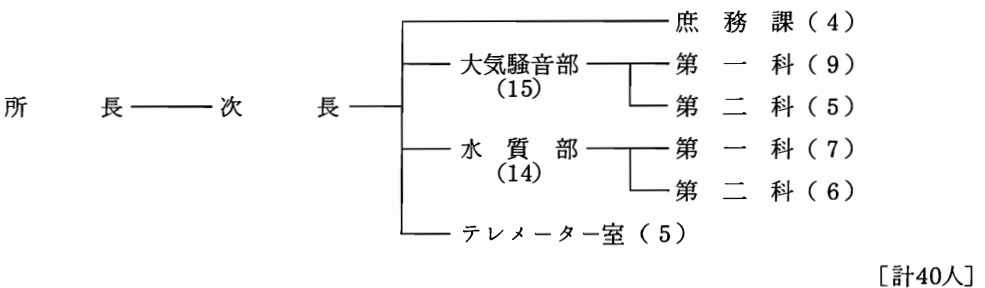 庶務課(4)
大気騒音部 第一科(9)
(15)
所長 次長 第二科(5)
水質部 第一科(7)
(14)
第二科(6)
テレメーター室(5)
[計40人]